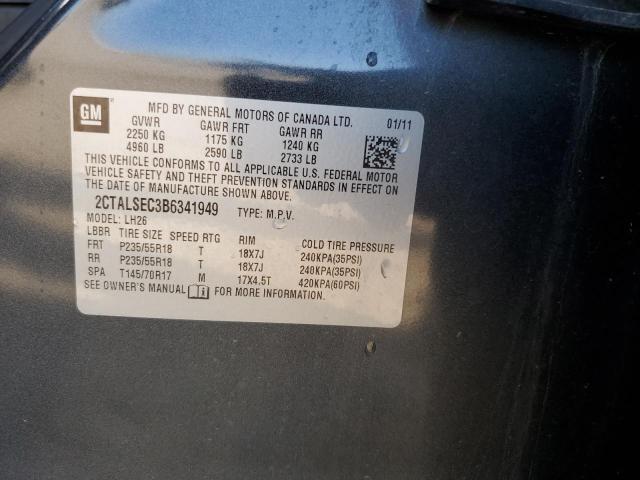 GM
MFD BY GENERAL MOTORS OF CANADA LTD. 01/11
GVWR GAWR FRT GAWR RR
2250 KG 1175 KG 1240 KG
4960 LB 2590 LB 2733 LB
THIS VEHICLE CONFORMS TO ALL APPLICABLE U.S. FEDERAL MOTOR
VEHICLE SAFETY AND THEFT PREVENTION STANDARDS IN EFFECT ON
THE DATE OF MANUFACTURE SHOWN ABOVE.
2CTALSEC3B6341949 TYPE: M.P.V.
MODEL: LH26
LBBR TIRE SIZE SPEED RTG RIM COLD TIRE PRESSURE
FRT P235/55R18 T 18X7J 240KPA(35PSI)
RR P235/55R18 T 18X7J 240KPA(35PSI)
SPA T145/70R17 M 17X4.5T 420KPA(60PSI)
SEE OWNER'S MANUAL FOR MORE INFORMATION.